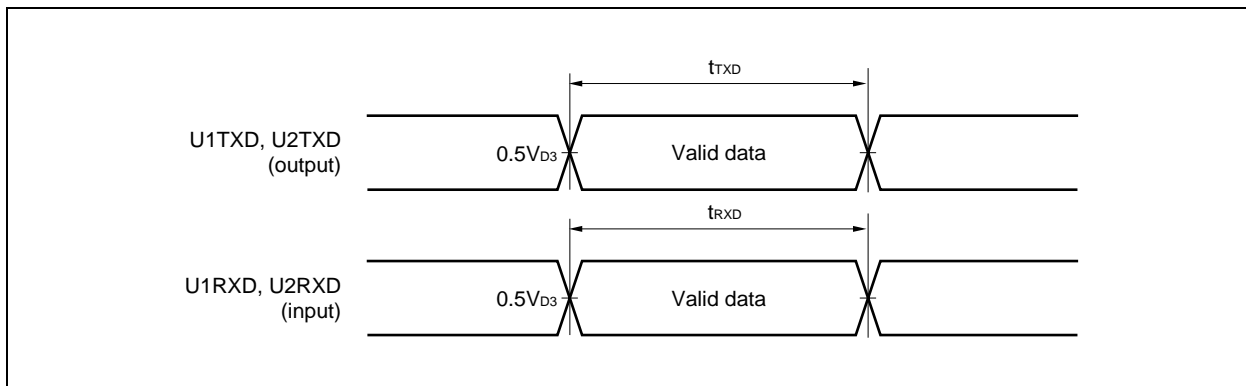 tTXD
U1TXD, U2TXD
(output)
0.5VD3
Valid data
tRXD
U1RXD, U2RXD
(input)
0.5VD3
Valid data